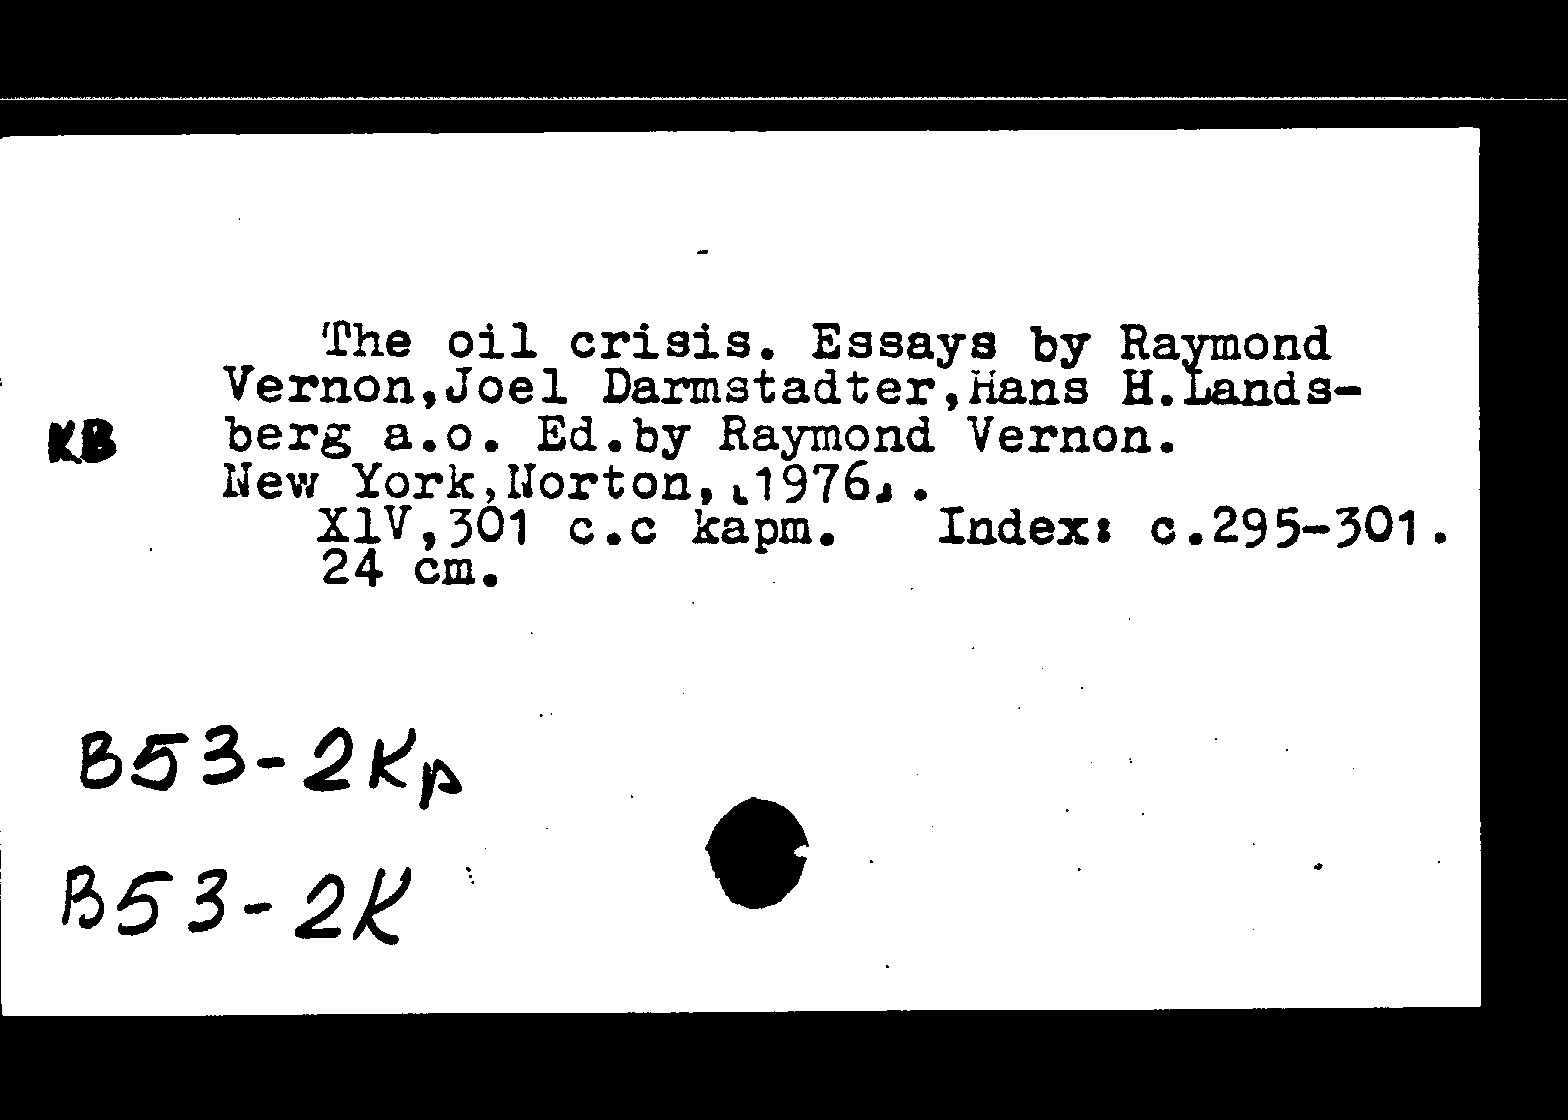 The oil crisis. Essays by Raymond
Vernon,Joel Darmstadter,Hans H.Lands-
KB berg a.o. Ed.by Raymond Vernon.
New York,Norton,[1976].
XlV,301 c.c kapm. Index: c.295-301.
24 cm.
B53-2Kp
B53-2K